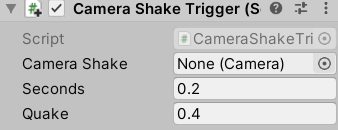 Camera Shake Trigger (S
Script CameraShakeTri
Camera Shake None (Camera)
Seconds 0.2
Quake 0.4